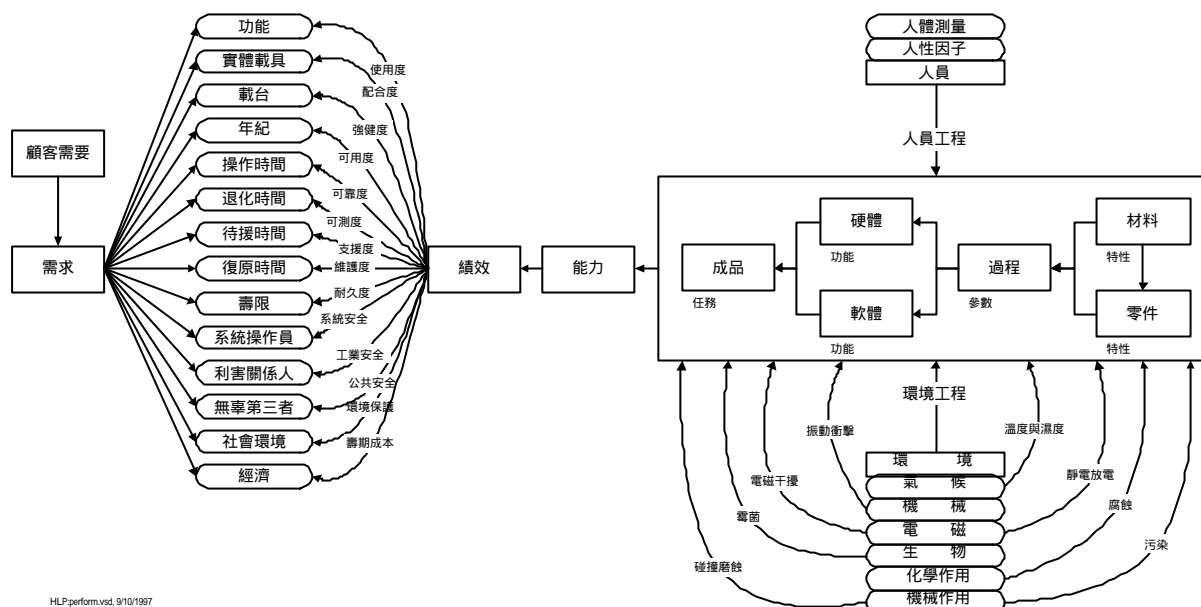 功能
實體載具
載台
年紀
操作時間
退化時間
待援時間
復原時間
壽限
系統操作員
利害關係人
無辜第三者
社會環境
經濟
顧客需要
需求
使用度
配合度
強健度
可用度
可靠度
可測度
支援度
維護度
耐久度
系統安全
工業安全
公共安全
環境保護
壽期成本
績效
能力
人體測量
人性因子
人員
人員工程
成品
任務
硬體
功能
軟體
功能
過程
參數
材料
特性
零件
特性
環境工程
振動衝擊
溫度與濕度
電磁干擾
靜電放電
霉菌
腐蝕
碰撞磨蝕
污染
環 境
氣 候
機 械
電 磁
生 物
化學作用
機械作用
HLP:perform.vsd, 9/10/1997